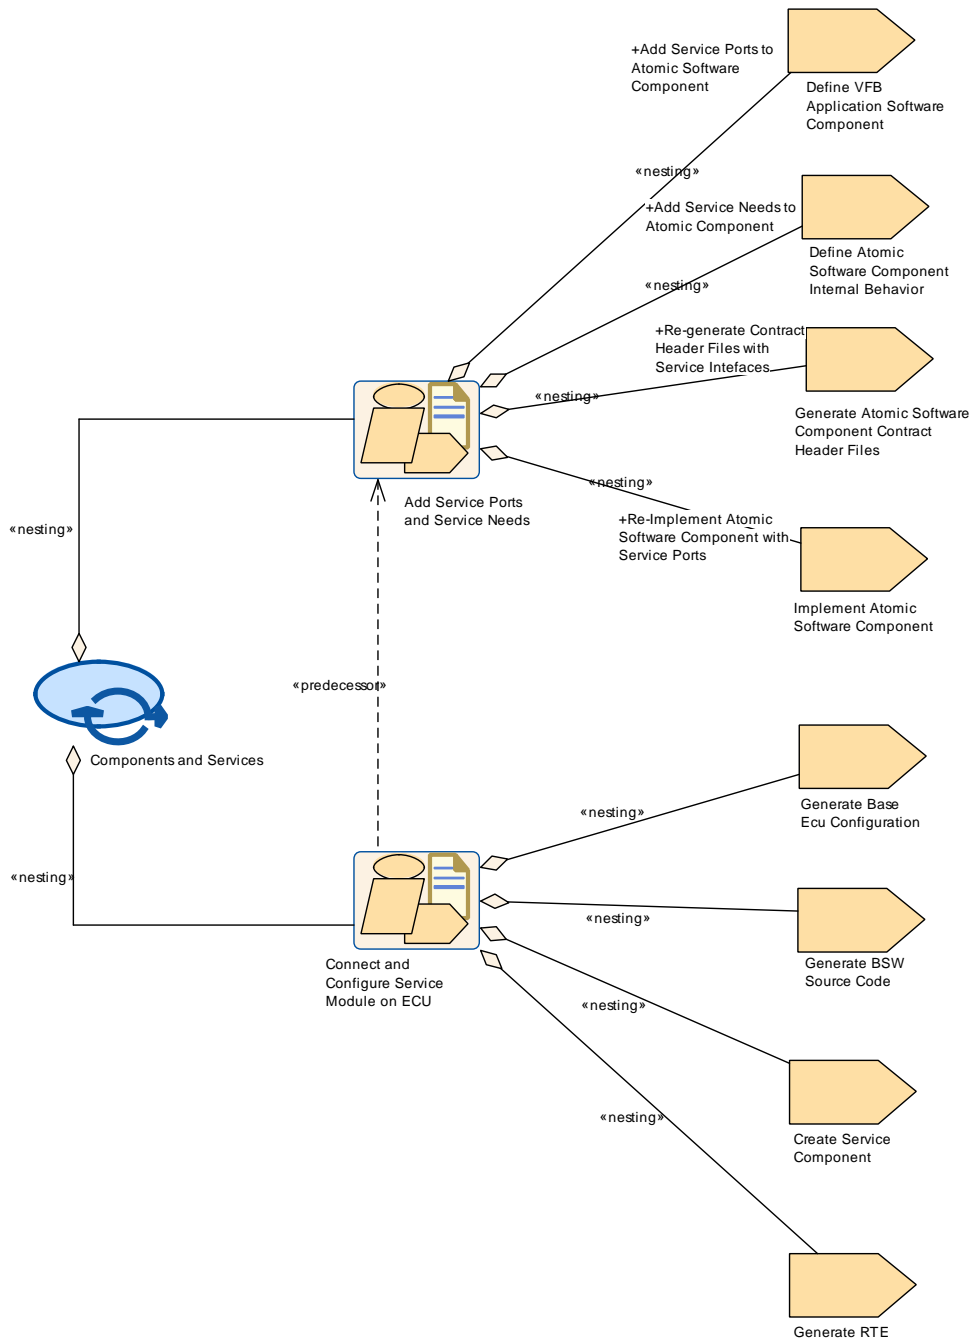 +Add Service Ports to
Atomic Software
Component
Define VFB
Application Software
Component
«nesting»
+Add Service Needs to
Atomic Component
Define Atomic
Software Component
Internal Behavior
«nesting»
+Re-generate Contract
Header Files with
Service Intefaces
«nesting»
Generate Atomic Software
Component Contract
Header Files
«nesting»
Add Service Ports
and Service Needs
+Re-Implement Atomic
Software Component with
Service Ports
«nesting»
Implement Atomic
Software Component
«predecessor»
Components and Services
Generate Base
Ecu Configuration
«nesting»
«nesting»
«nesting»
Generate BSW
Source Code
Connect and
Configure Service
Module on ECU
«nesting»
«nesting»
Create Service
Component
Generate RTE